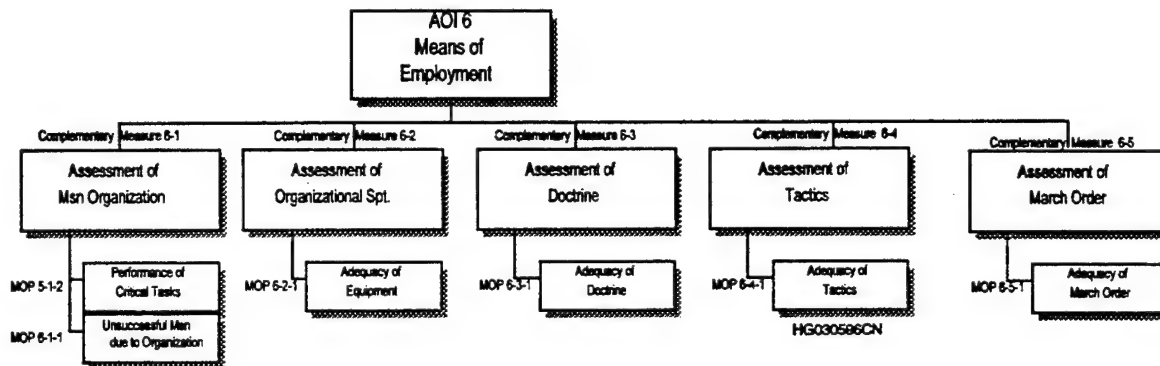 AOI 6
Means of
Employment
Complementary Measure 6-1
Complementary Measure 6-2
Complementary Measure 6-3
Complementary Measure 6-4
Complementary Measure 6-5
Assessment of
Msn Organization
Assessment of
Organizational Spt.
Assessment of
Doctrine
Assessment of
Tactics
Assessment of
March Order
MOP 5-1-2
Performance of
Critical Tasks
MOP 6-1-1
Unsuccessful Msn
due to Organization
MOP 6-2-1
Adequacy of
Equipment
MOP 6-3-1
Adequacy of
Doctrine
MOP 6-4-1
Adequacy of
Tactics
MOP 6-5-1
Adequacy of
March Order
HG030596CN